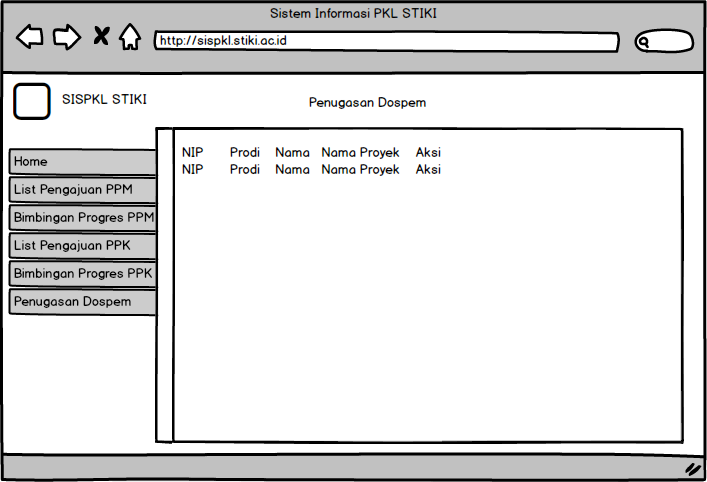 Sistem Informasi PKL STIKI
http://sispkl.stiki.ac.id
SISPKL STIKI
Penugasan Dospem
Home
List Pengajuan PPM
Bimbingan Progres PPM
List Pengajuan PPK
Bimbingan Progres PPK
Penugasan Dospem
NIP Prodi Nama Nama Proyek Aksi
NIP Prodi Nama Nama Proyek Aksi